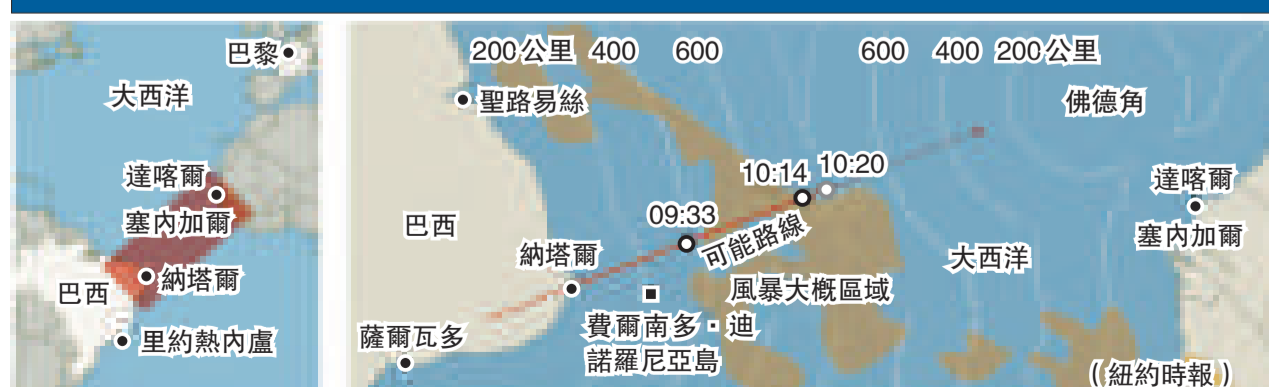 巴黎
大西洋
達喀爾
塞內加爾
納塔爾
巴西
里約熱內盧
200公里 400 600 600 400 200公里
聖路易絲
佛德角
10:14 10:20
達喀爾
09:33
塞內加爾
巴西
可能路線
納塔爾
大西洋
風暴大概區域
費爾南多·迪
諾羅尼亞島
薩爾瓦多
（紐約時報）